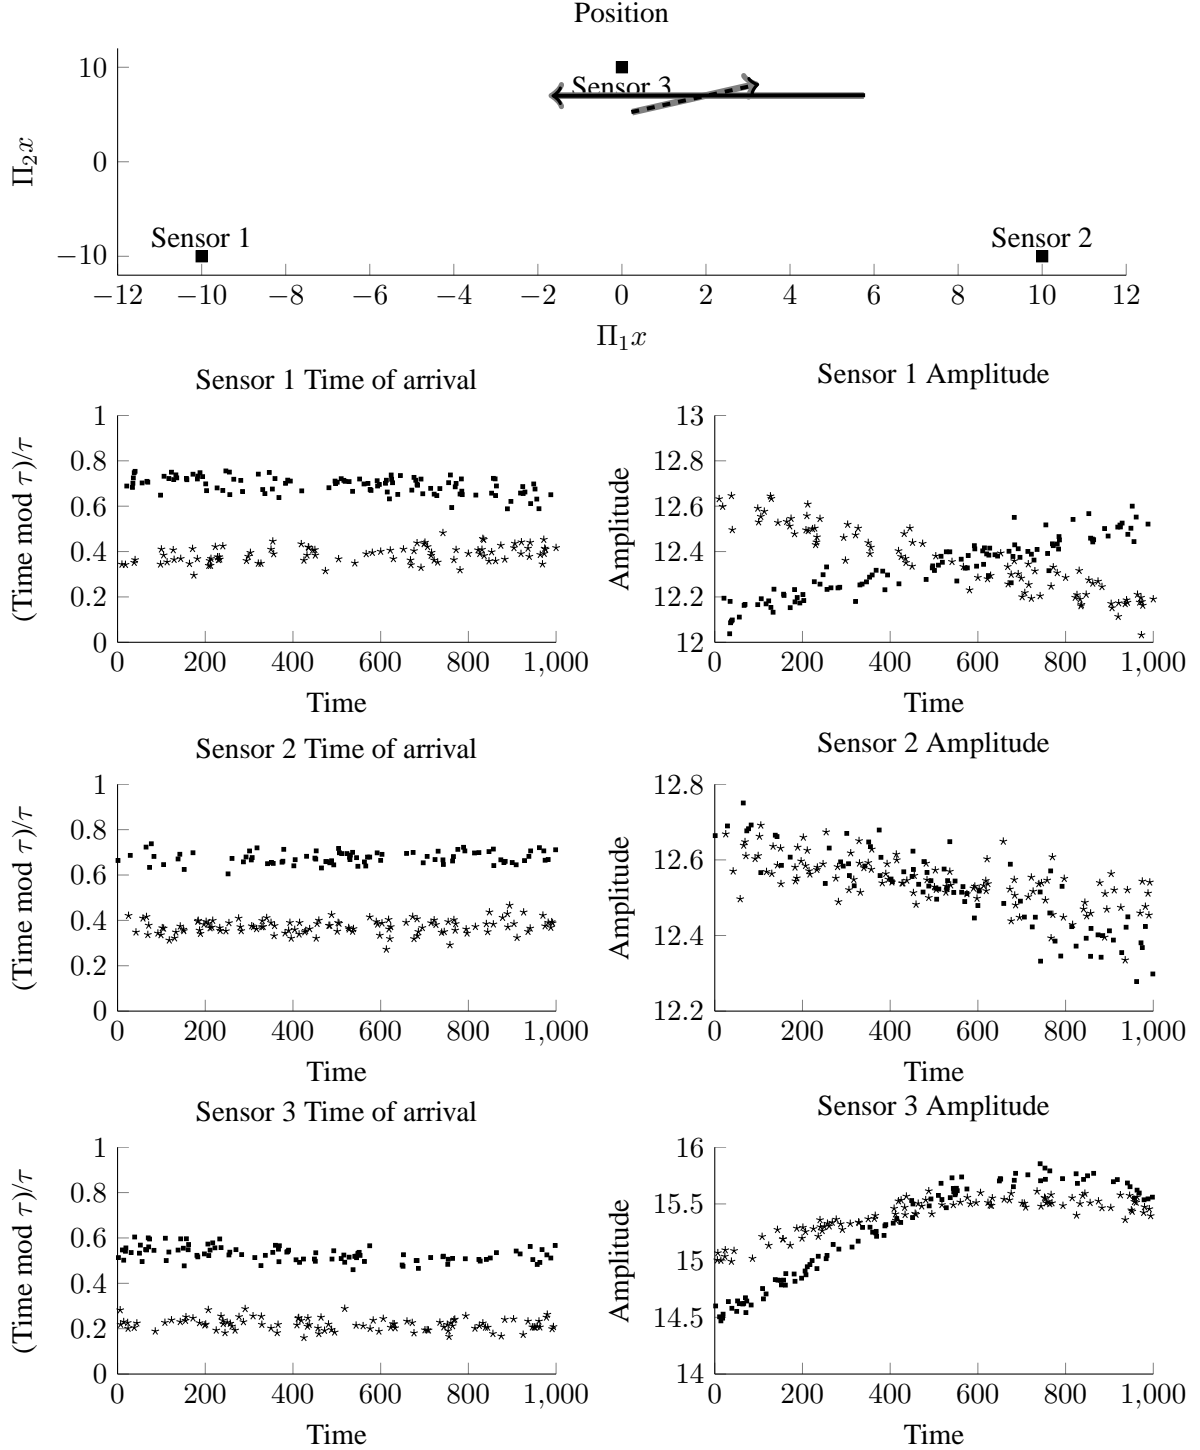 Position
10
Sensor 3
Π₂x
0
Sensor 1
Sensor 2
−10
−12 −10 −8 −6 −4 −2 0 2 4 6 8 10 12
Π₁x
Sensor 1 Time of arrival
1
0.8
0.6
0.4
0.2
0
(Time mod τ)/τ
0 200 400 600 800 1,000
Time
Sensor 1 Amplitude
13
12.8
12.6
12.4
12.2
12
Amplitude
0 200 400 600 800 1,000
Time
Sensor 2 Time of arrival
1
0.8
0.6
0.4
0.2
0
(Time mod τ)/τ
0 200 400 600 800 1,000
Time
Sensor 2 Amplitude
12.8
12.6
12.4
12.2
Amplitude
0 200 400 600 800 1,000
Time
Sensor 3 Time of arrival
1
0.8
0.6
0.4
0.2
0
(Time mod τ)/τ
0 200 400 600 800 1,000
Time
Sensor 3 Amplitude
16
15.5
15
14.5
14
Amplitude
0 200 400 600 800 1,000
Time